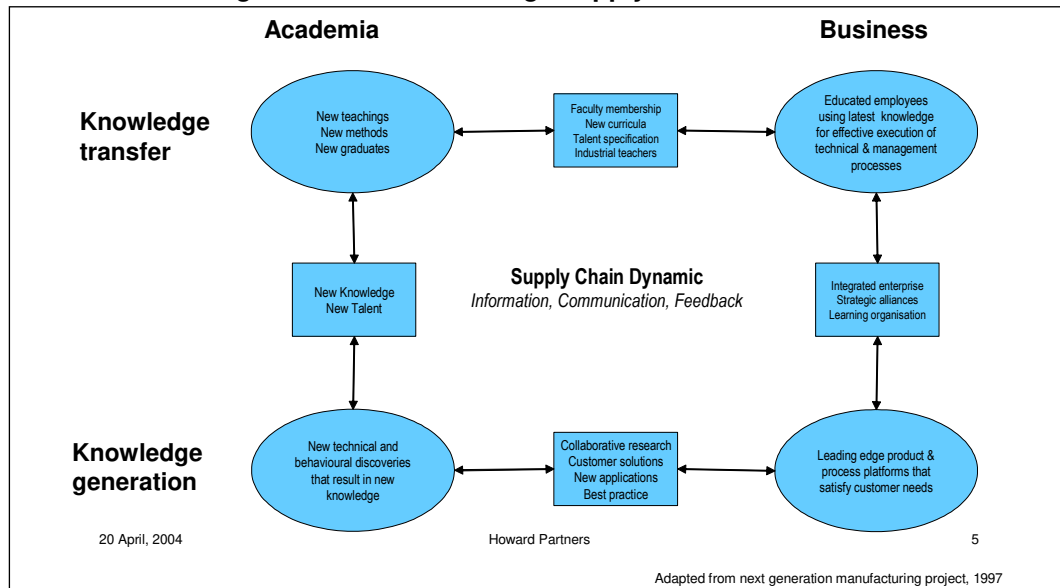 Academia
Business
Knowledge
transfer
New teachings
New methods
New graduates
Faculty membership
New curricula
Talent specification
Industrial teachers
Educated employees
using latest knowledge
for effective execution of
technical & management
processes
New Knowledge
New Talent
Supply Chain Dynamic
Information, Communication, Feedback
Integrated enterprise
Strategic alliances
Learning organisation
Knowledge
generation
New technical and
behavioural discoveries
that result in new
knowledge
Collaborative research
Customer solutions
New applications
Best practice
Leading edge product &
process platforms that
satisfy customer needs
20 April, 2004
Howard Partners
5
Adapted from next generation manufacturing project, 1997